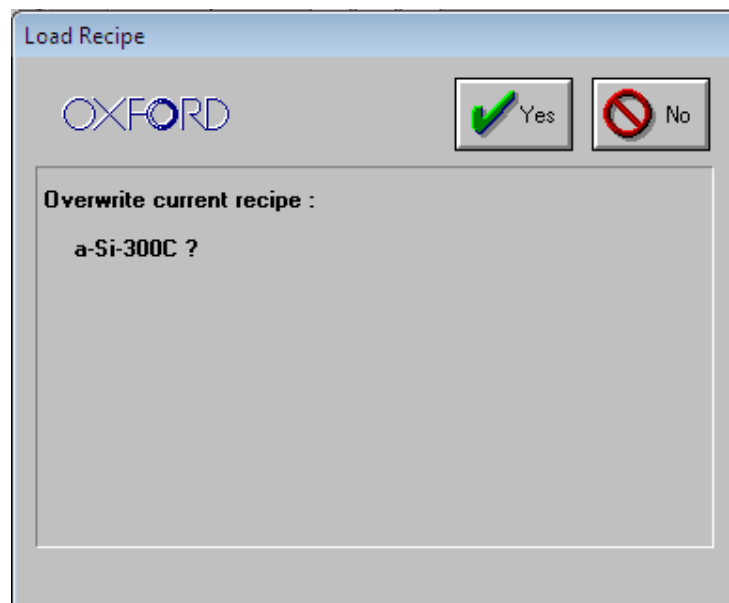 Load Recipe
OXFORD
Yes
No
Overwrite current recipe :
a-Si-300C ?